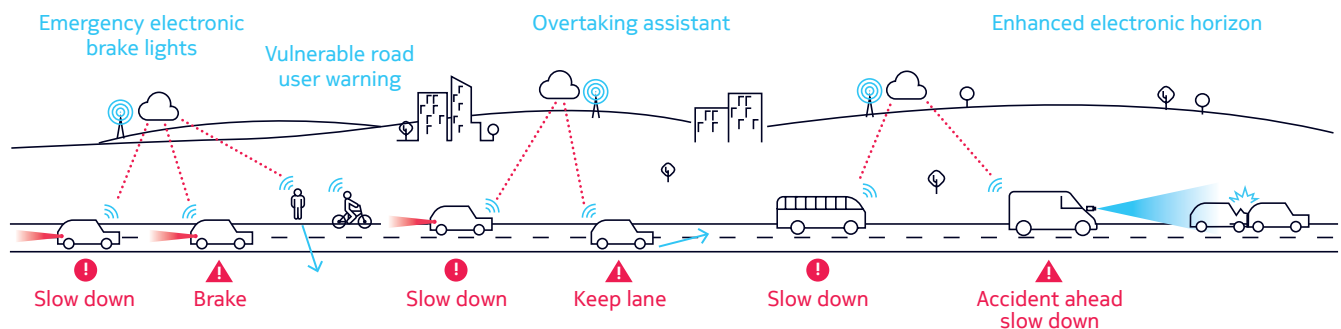 Emergency electronic
brake lights
Vulnerable road
user warning
Overtaking assistant
Enhanced electronic horizon
! Slow down
! Brake
! Slow down
! Keep lane
! Slow down
! Accident ahead
slow down